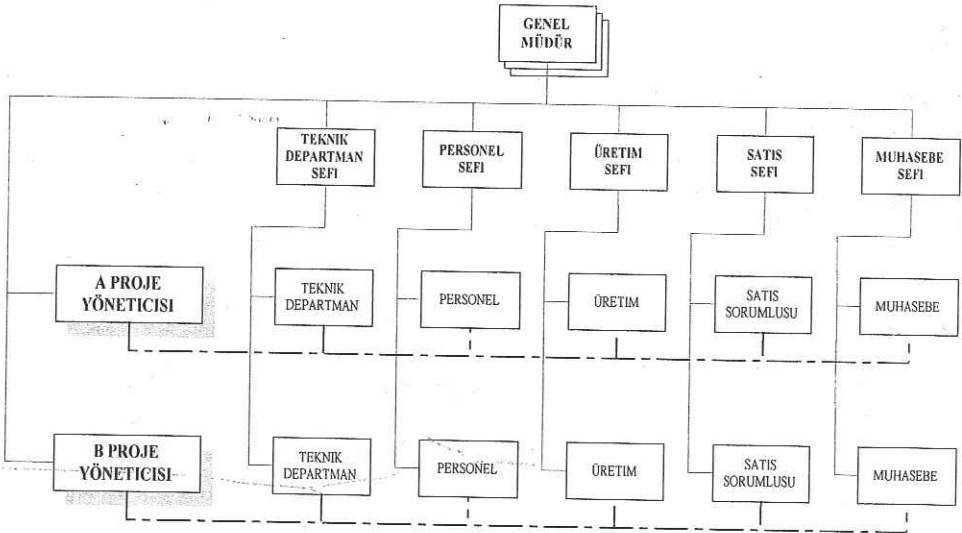 GENEL
MÜDÜR
TEKNIK
DEPARTMAN
SEFI
PERSONEL
SEFI
ÜRETIM
SEFI
SATIS
SEFI
MUHASEBE
SEFI
A PROJE
YÖNETICISI
TEKNIK
DEPARTMAN
PERSONEL
ÜRETIM
SATIS
SORUMLUSU
MUHASEBE
B PROJE
YÖNETICISI
TEKNIK
DEPARTMAN
PERSONEL
ÜRETIM
SATIS
SORUMLUSU
MUHASEBE